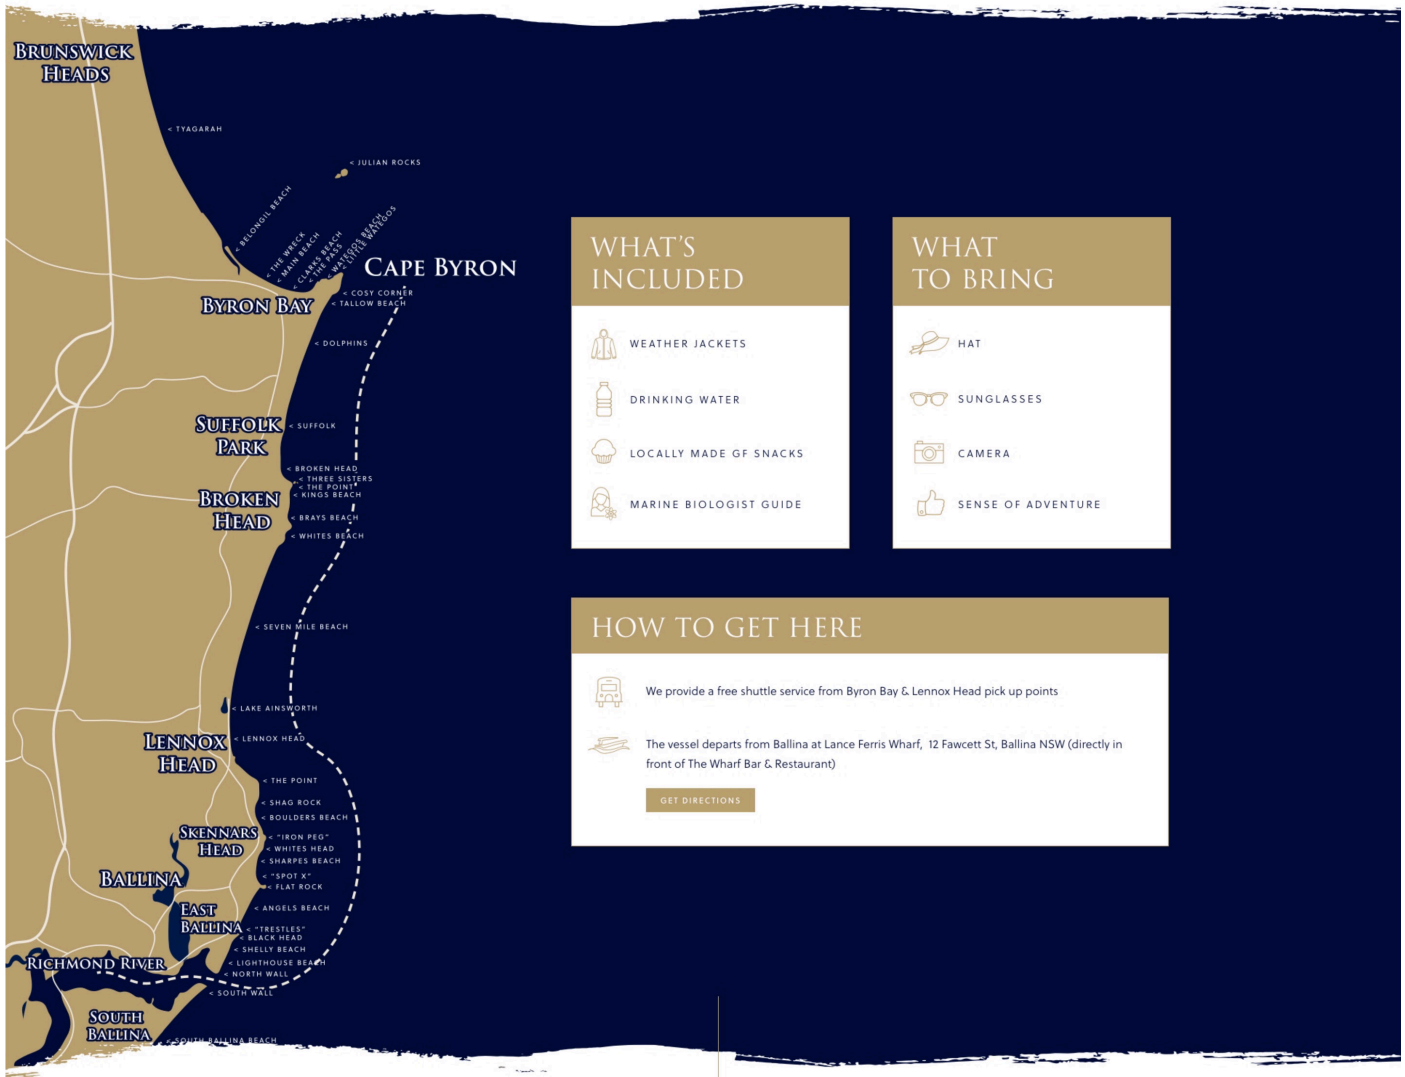 BRUNSWICK
HEADS
< TYAGARAH
< JULIAN ROCKS
< BELONGIL BEACH
< THE WRECK
< MAIN BEACH
< CLARKS BEACH
< THE PASS
< WATEGOS BEACH
< LITTLE WATEGOS
CAPE BYRON
< COSY CORNER
BYRON BAY
< TALLOW BEACH
< DOLPHINS
SUFFOLK
PARK
< SUFFOLK
< BROKEN HEAD
< THREE SISTERS
< THE POINT
< KINGS BEACH
BROKEN
HEAD
< BRAYS BEACH
< WHITES BEACH
< SEVEN MILE BEACH
< LAKE AINSWORTH
LENNOX
HEAD
< LENNOX HEAD
< THE POINT
< SHAG ROCK
< BOULDERS BEACH
SKENNARS
HEAD
< "IRON PEG"
< WHITES HEAD
< SHARPES BEACH
BALLINA
< "SPOT X"
< FLAT ROCK
EAST
BALLINA
< ANGELS BEACH
< "TRESTLES"
< BLACK HEAD
< SHELLY BEACH
RICHMOND RIVER
< LIGHTHOUSE BEACH
< NORTH WALL
< SOUTH WALL
SOUTH
BALLINA
< SOUTH BALLINA BEACH
WHAT'S
INCLUDED
WEATHER JACKETS
DRINKING WATER
LOCALLY MADE GF SNACKS
MARINE BIOLOGIST GUIDE
WHAT
TO BRING
HAT
SUNGLASSES
CAMERA
SENSE OF ADVENTURE
HOW TO GET HERE
We provide a free shuttle service from Byron Bay & Lennox Head pick up points
The vessel departs from Ballina at Lance Ferris Wharf, 12 Fawcett St, Ballina NSW (directly in
front of The Wharf Bar & Restaurant)
GET DIRECTIONS